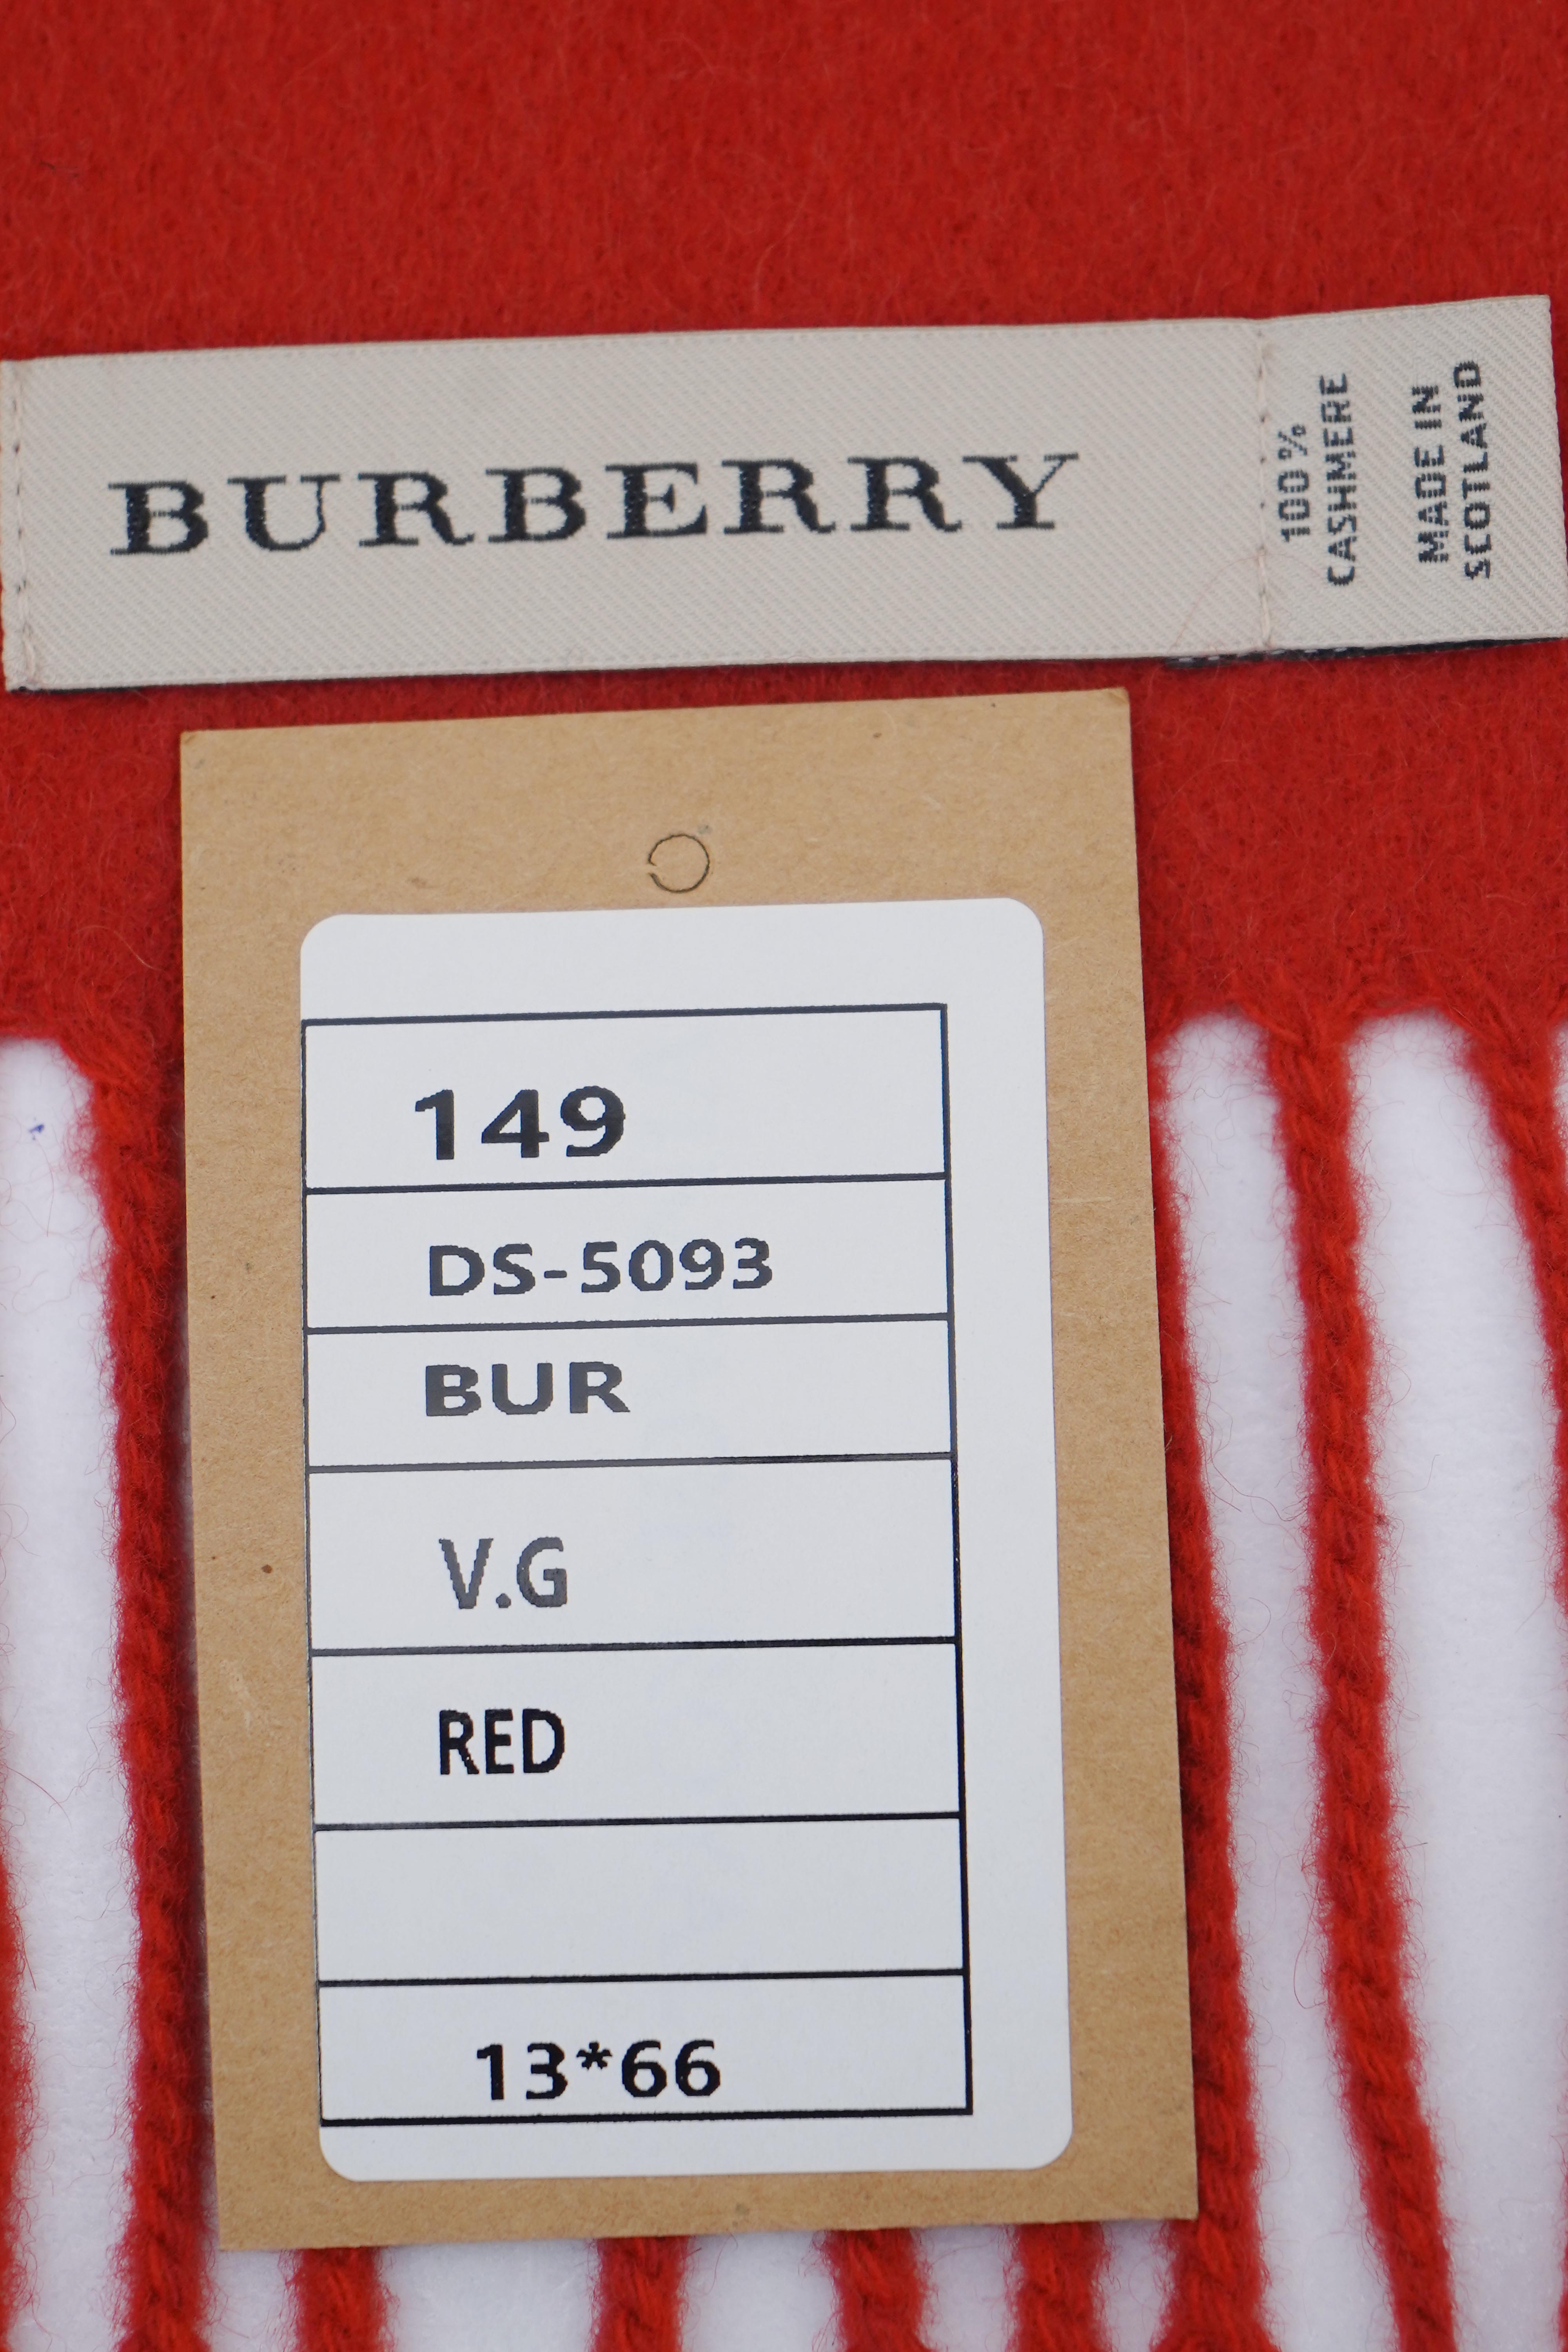 BURBERRY
100%
CASHMERE
MADE IN
SCOTLAND
149
DS-5093
BUR
V.G
RED
13*66